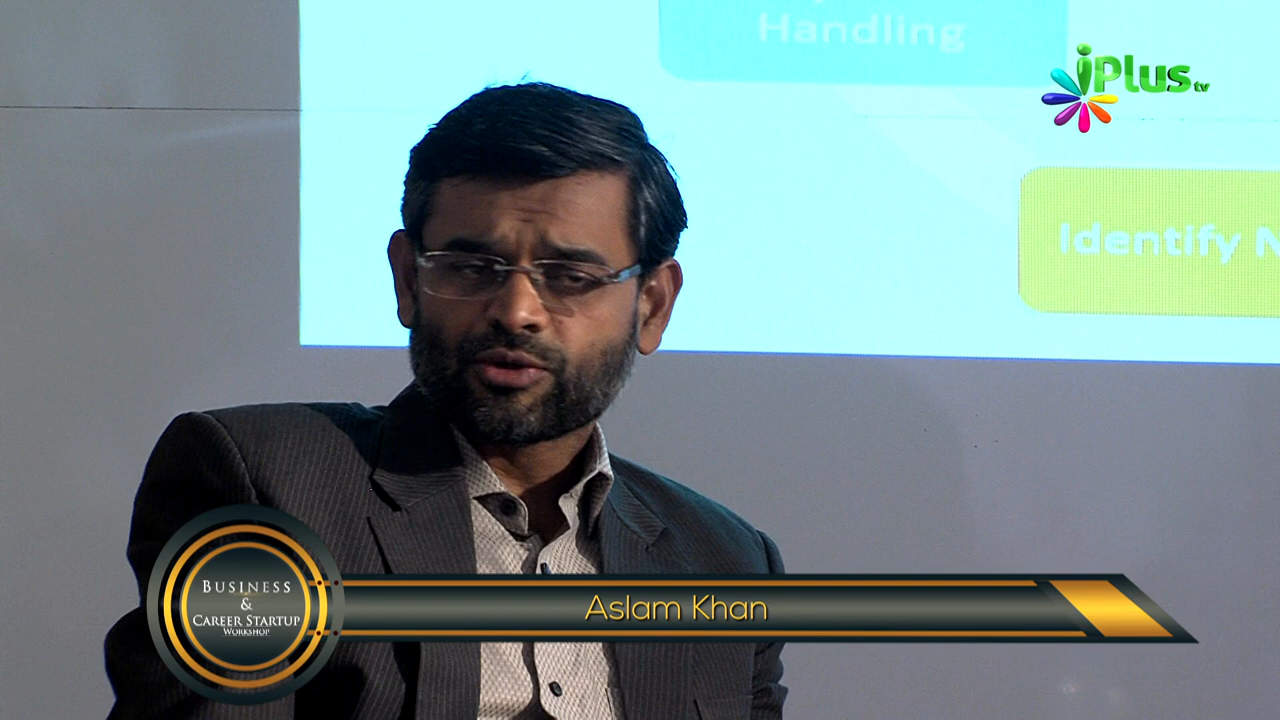 Handling
iPlus tv
Identify
Business
&
Career Startup
Workshop
Aslam Khan